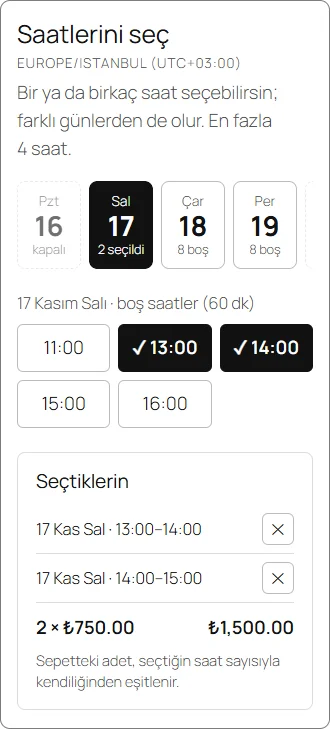 Saatlerini seç
EUROPE/ISTANBUL (UTC+03:00)
Bir ya da birkaç saat seçebilirsin;
farklı günlerden de olur. En fazla
4 saat.
Pzt
16
kapalı
Sal
17
2 seçildi
Çar
18
8 boş
Per
19
8 boş
17 Kasım Salı · boş saatler (60 dk)
11:00
✓ 13:00
✓ 14:00
15:00
16:00
Seçtiklerin
17 Kas Sal · 13:00–14:00
17 Kas Sal · 14:00–15:00
2 × ₺750.00
₺1,500.00
Sepetteki adet, seçtiğin saat sayısıyla
kendiliğinden eşitlenir.